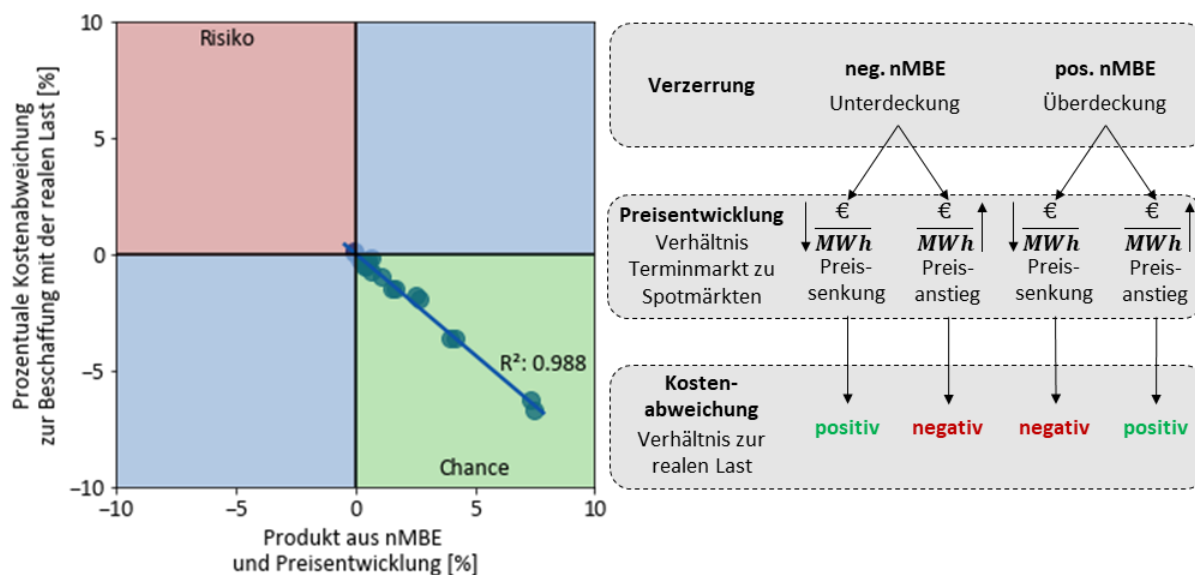 Prozentuale Kostenabweichung
zur Beschaffung mit der realen Last [%]
10
5
0
−5
−10
Risiko
R²: 0.988
Chance
−10 −5 0 5 10
Produkt aus nMBE
und Preisentwicklung [%]
Verzerrung
neg. nMBE
Unterdeckung
pos. nMBE
Überdeckung
Preisentwicklung
Verhältnis
Terminmarkt zu
Spotmärkten
€
MWh
Preis-
senkung
€
MWh
Preis-
anstieg
€
MWh
Preis-
senkung
€
MWh
Preis-
anstieg
Kosten-
abweichung
Verhältnis zur
realen Last
positiv
negativ
negativ
positiv